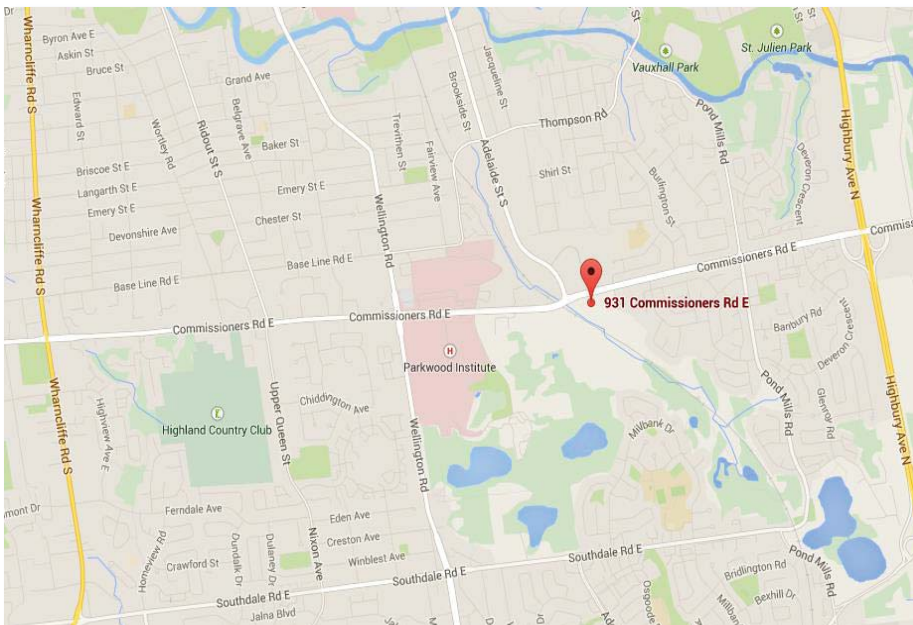 Wharncliffe Rd S
Byron Ave E
Askin St
Bruce St
Edward St
Wortley Rd
Ridout St S
Grand Ave
Belgrave Ave
Baker St
Briscoe St E
Langarth St E
Emery St E
Emery St E
Chester St
Devonshire Ave
Base Line Rd E
Base Line Rd E
Wharncliffe Rd S
Wellington Rd
Trevithen St
Fairview Ave
Brookside St
Jacqueline St
Adelaide St S
Thompson Rd
Shirl St
Burlington St
Vauxhall Park
St. Julien Park
Pond Mills Rd
Deveron Crescent
Highbury Ave N
Commissioners Rd E
931 Commissioners Rd E
Commissioners Rd E
Commissioners Rd E
H
Parkwood Institute
Highland Country Club
Highview Ave E
Wharncliffe Rd S
Upper Queen St
Chiddington Ave
Wellington Rd
Banbury Rd
Deveron Crescent
Glenroy Rd
Pond Mills Rd
Highbury Ave N
Millbank Dr
Ferndale Ave
Homeview Rd
Crawford St
Dundalk Dr
Dulaney Dr
Nixon Ave
Eden Ave
Creston Ave
Winblest Ave
Southdale Rd E
Southdale Rd E
Southdale Rd E
Jalna Blvd
Osgoode
Millban
Bridlington Rd
Bexhill Dr
Pond Mills Rd